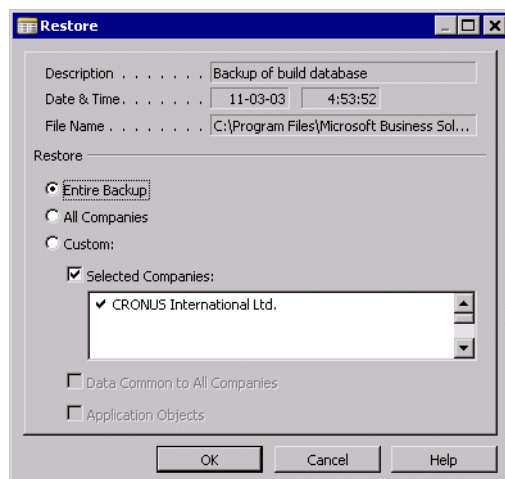 Restore
Description . . . . . . . Backup of build database
Date & Time. . . . . . . 11-03-03 4:53:52
File Name . . . . . . . . C:\Program Files\Microsoft Business Sol...
Restore
Entire Backup
All Companies
Custom:
Selected Companies:
CRONUS International Ltd.
Data Common to All Companies
Application Objects
OK Cancel Help